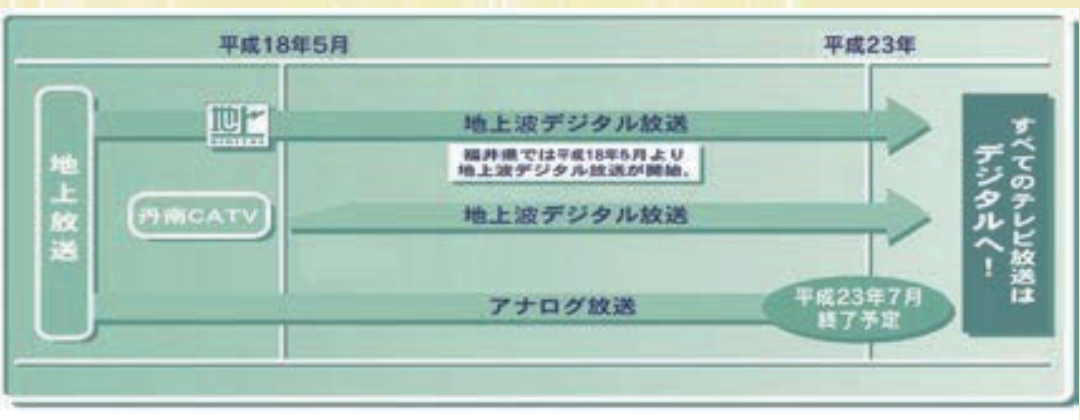 平成18年5月
平成23年
地上放送
地デジ
DIGITAL
地上波デジタル放送
福井県では平成18年5月より
地上波デジタル放送が開始。
丹南CATV
地上波デジタル放送
アナログ放送
平成23年7月
終了予定
すべてのテレビ放送は
デジタルへ!